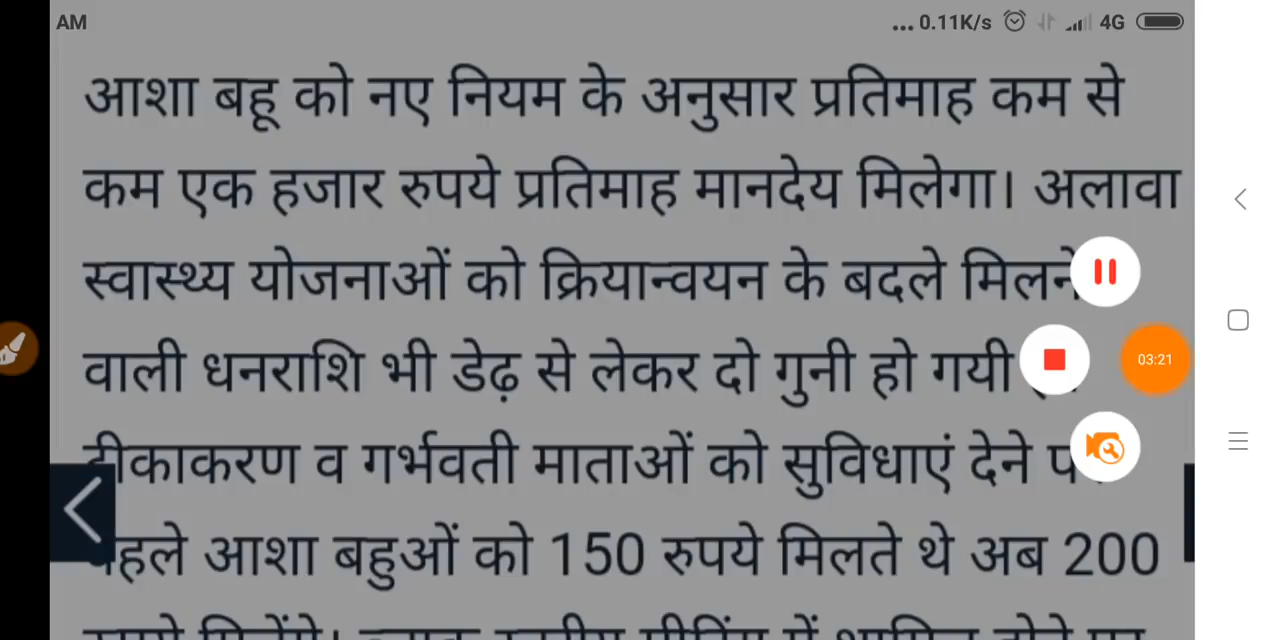 AM ... 0.11K/s 4G
आशा बहू को नए नियम के अनुसार प्रतिमाह कम से
कम एक हजार रुपये प्रतिमाह मानदेय मिलेगा। अलावा
स्वास्थ्य योजनाओं को क्रियान्वयन के बदले मिलने
वाली धनराशि भी डेढ़ से लेकर दो गुनी हो गयी
03:21
टीकाकरण व गर्भवती माताओं को सुविधाएं देने
पहले आशा बहुओं को 150 रुपये मिलते थे अब 200